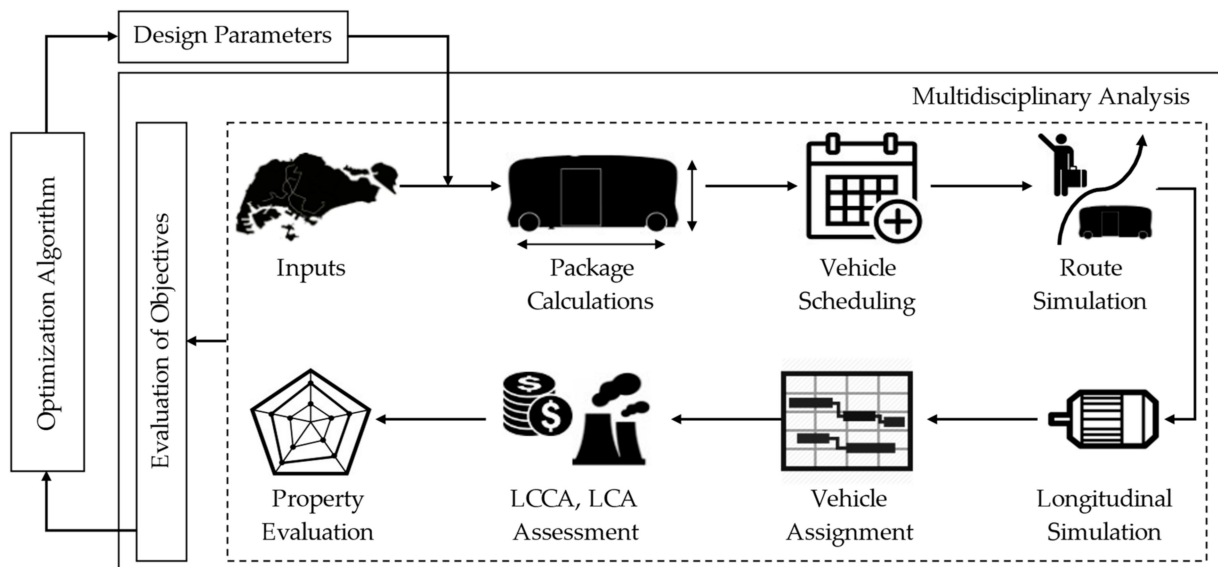 Design Parameters
Multidisciplinary Analysis
Optimization Algorithm
Evaluation of Objectives
Inputs
Package
Calculations
Vehicle
Scheduling
Route
Simulation
$
$
Property
Evaluation
LCCA, LCA
Assessment
Vehicle
Assignment
Longitudinal
Simulation